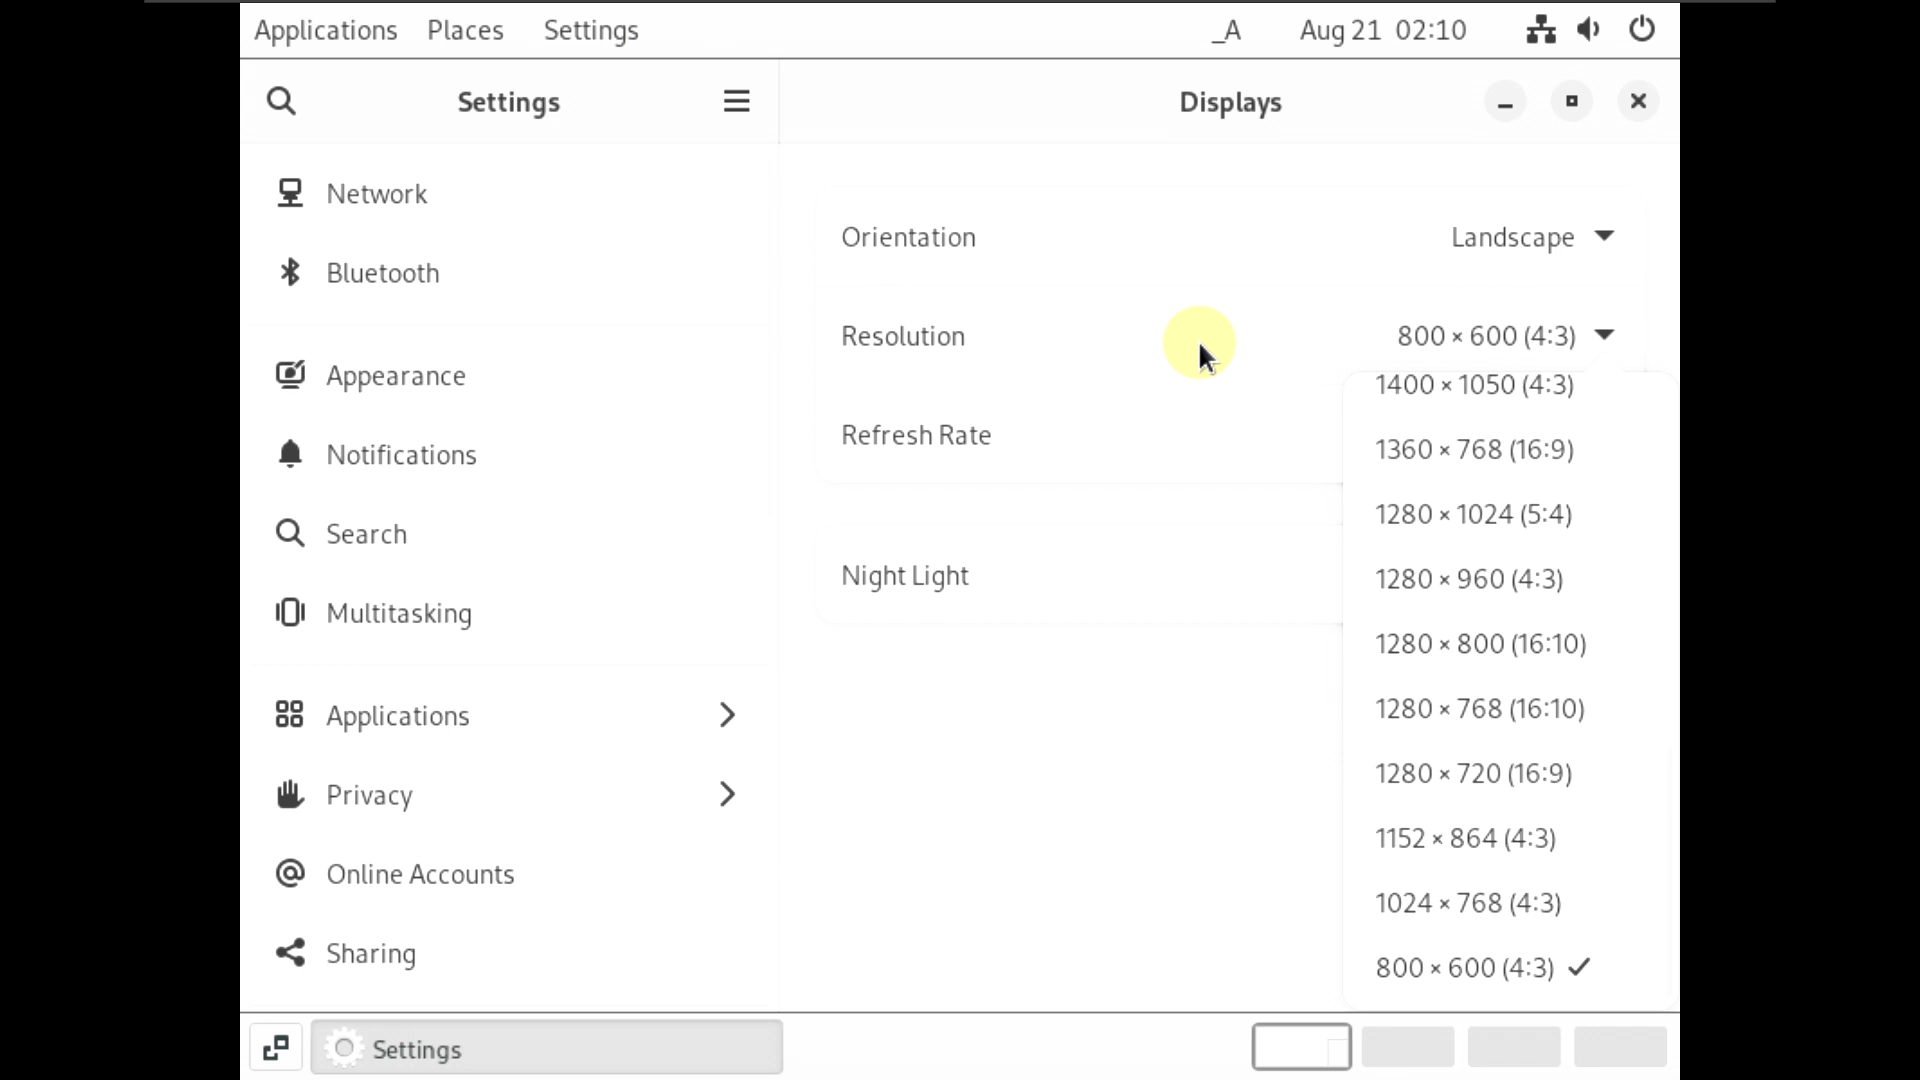 Applications Places Settings _A Aug 21 02:10
Settings
Displays
Network
Bluetooth
Appearance
Notifications
Search
Multitasking
Applications
Privacy
Online Accounts
Sharing
Orientation Landscape
Resolution 800 × 600 (4:3)
Refresh Rate
Night Light
1400 × 1050 (4:3)
1360 × 768 (16:9)
1280 × 1024 (5:4)
1280 × 960 (4:3)
1280 × 800 (16:10)
1280 × 768 (16:10)
1280 × 720 (16:9)
1152 × 864 (4:3)
1024 × 768 (4:3)
800 × 600 (4:3)
Settings